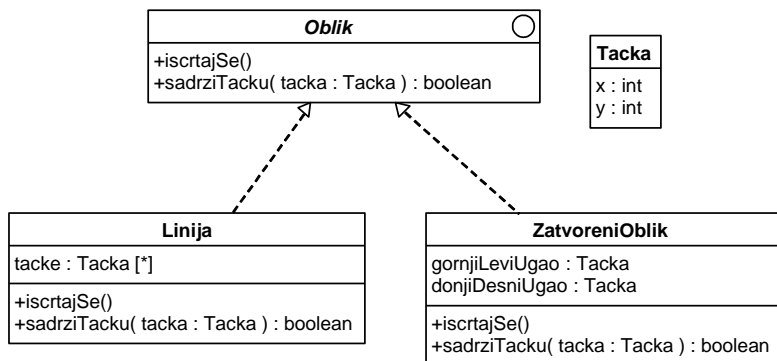 Oblik
+iscrtajSe()
+sadrziTacku( tacka : Tacka ) : boolean
Tacka
x : int
y : int
Linija
tacke : Tacka [*]
+iscrtajSe()
+sadrziTacku( tacka : Tacka ) : boolean
ZatvoreniOblik
gornjiLeviUgao : Tacka
donjiDesniUgao : Tacka
+iscrtajSe()
+sadrziTacku( tacka : Tacka ) : boolean